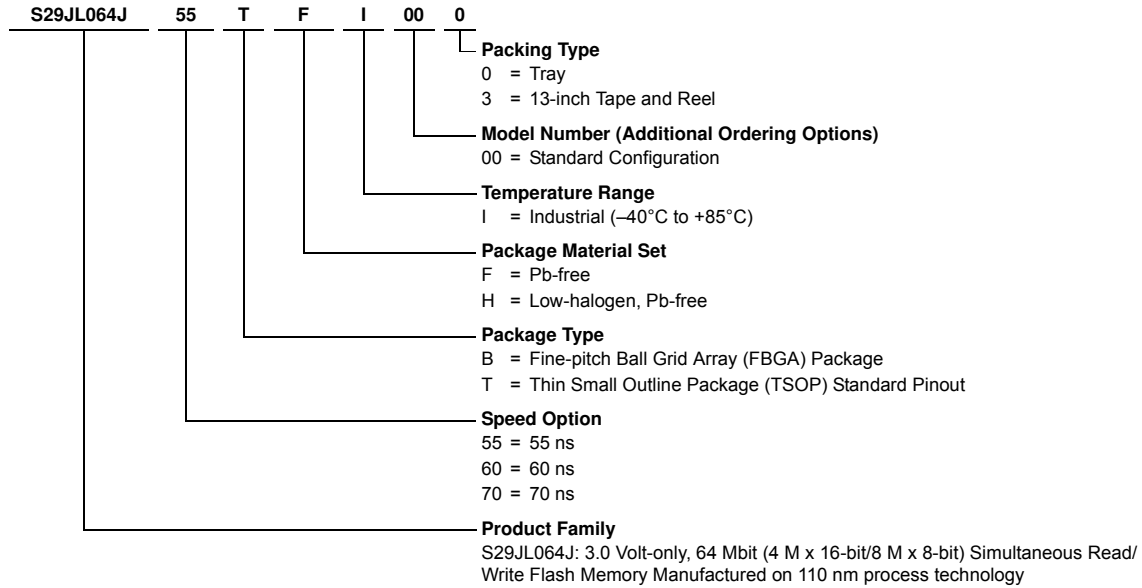 S29JL064J 55 T F I 00 0
Packing Type
0 = Tray
3 = 13-inch Tape and Reel
Model Number (Additional Ordering Options)
00 = Standard Configuration
Temperature Range
I = Industrial (–40°C to +85°C)
Package Material Set
F = Pb-free
H = Low-halogen, Pb-free
Package Type
B = Fine-pitch Ball Grid Array (FBGA) Package
T = Thin Small Outline Package (TSOP) Standard Pinout
Speed Option
55 = 55 ns
60 = 60 ns
70 = 70 ns
Product Family
S29JL064J: 3.0 Volt-only, 64 Mbit (4 M x 16-bit/8 M x 8-bit) Simultaneous Read/
Write Flash Memory Manufactured on 110 nm process technology